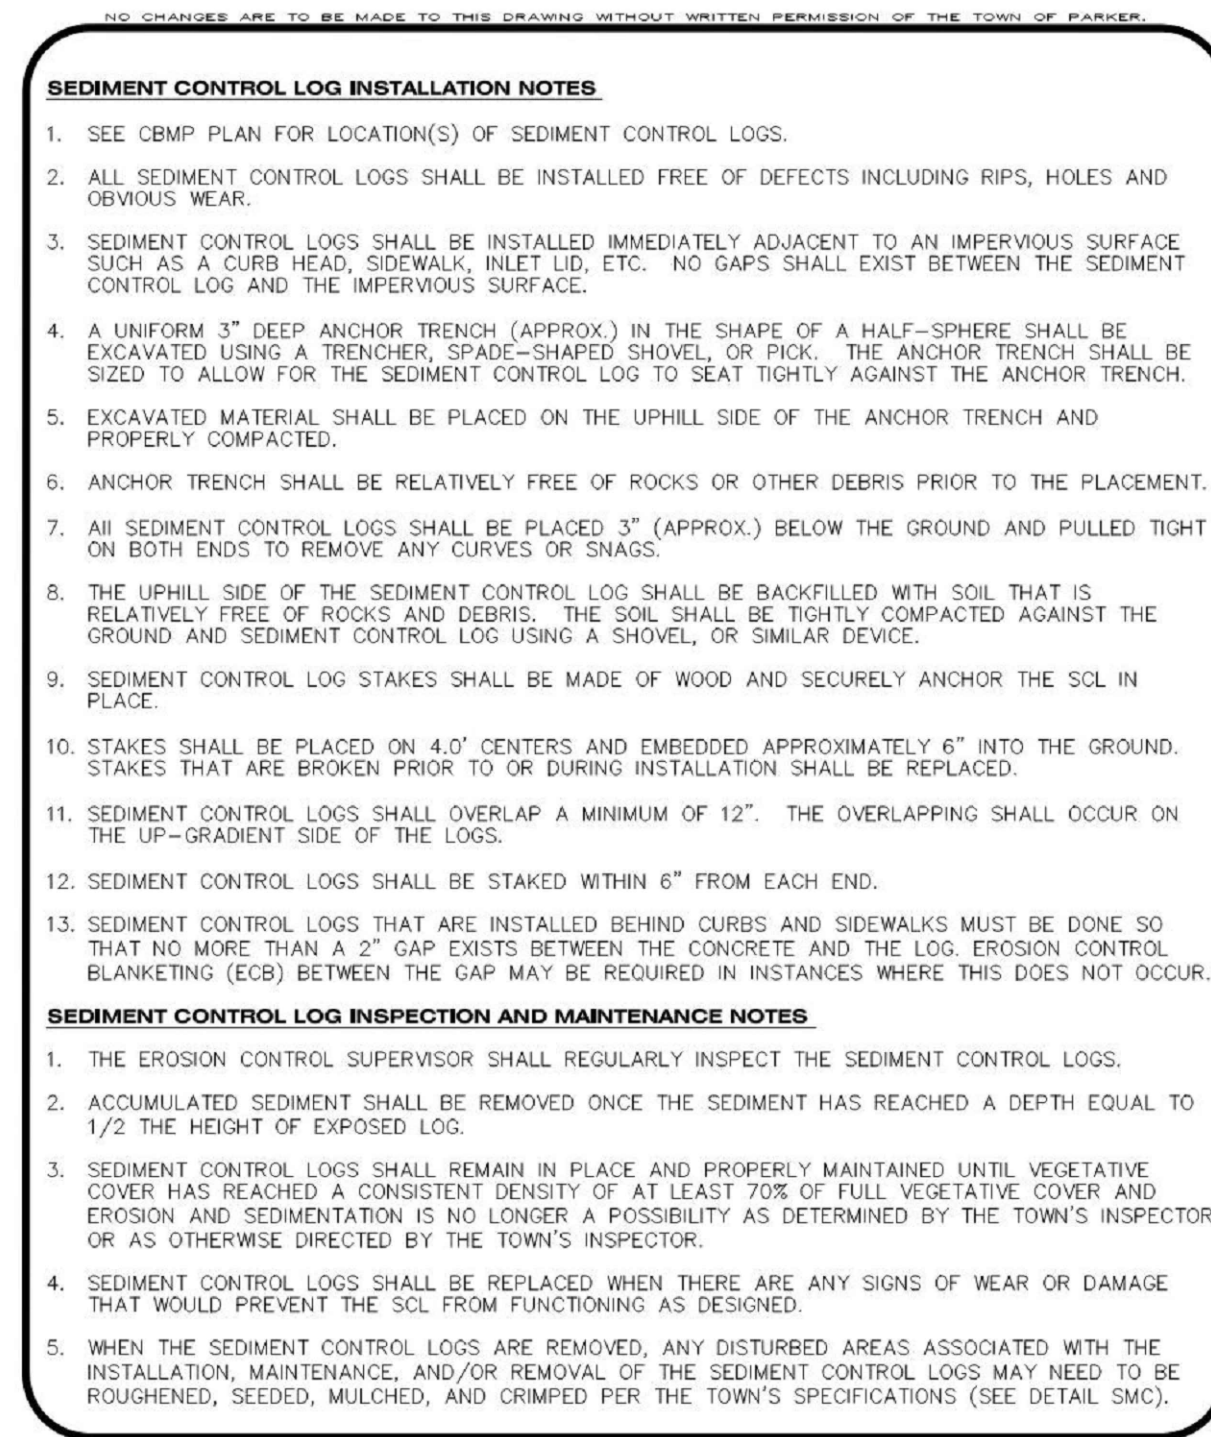 NO CHANGES ARE TO BE MADE TO THIS DRAWING WITHOUT WRITTEN PERMISSION OF THE TOWN OF PARKER.
SEDIMENT CONTROL LOG INSTALLATION NOTES
1. SEE CBMP PLAN FOR LOCATION(S) OF SEDIMENT CONTROL LOGS.
2. ALL SEDIMENT CONTROL LOGS SHALL BE INSTALLED FREE OF DEFECTS INCLUDING RIPS, HOLES AND
OBVIOUS WEAR.
3. SEDIMENT CONTROL LOGS SHALL BE INSTALLED IMMEDIATELY ADJACENT TO AN IMPERVIOUS SURFACE
SUCH AS A CURB HEAD, SIDEWALK, INLET LID, ETC. NO GAPS SHALL EXIST BETWEEN THE SEDIMENT
CONTROL LOG AND THE IMPERVIOUS SURFACE.
4. A UNIFORM 3" DEEP ANCHOR TRENCH (APPROX.) IN THE SHAPE OF A HALF-SPHERE SHALL BE
EXCAVATED USING A TRENCHER, SPADE-SHAPED SHOVEL, OR PICK. THE ANCHOR TRENCH SHALL BE
SIZED TO ALLOW FOR THE SEDIMENT CONTROL LOG TO SEAT TIGHTLY AGAINST THE ANCHOR TRENCH.
5. EXCAVATED MATERIAL SHALL BE PLACED ON THE UPHILL SIDE OF THE ANCHOR TRENCH AND
PROPERLY COMPACTED.
6. ANCHOR TRENCH SHALL BE RELATIVELY FREE OF ROCKS OR OTHER DEBRIS PRIOR TO THE PLACEMENT.
7. All SEDIMENT CONTROL LOGS SHALL BE PLACED 3" (APPROX.) BELOW THE GROUND AND PULLED TIGHT
ON BOTH ENDS TO REMOVE ANY CURVES OR SNAGS.
8. THE UPHILL SIDE OF THE SEDIMENT CONTROL LOG SHALL BE BACKFILLED WITH SOIL THAT IS
RELATIVELY FREE OF ROCKS AND DEBRIS. THE SOIL SHALL BE TIGHTLY COMPACTED AGAINST THE
GROUND AND SEDIMENT CONTROL LOG USING A SHOVEL, OR SIMILAR DEVICE.
9. SEDIMENT CONTROL LOG STAKES SHALL BE MADE OF WOOD AND SECURELY ANCHOR THE SCL IN
PLACE.
10. STAKES SHALL BE PLACED ON 4.0' CENTERS AND EMBEDDED APPROXIMATELY 6" INTO THE GROUND.
STAKES THAT ARE BROKEN PRIOR TO OR DURING INSTALLATION SHALL BE REPLACED.
11. SEDIMENT CONTROL LOGS SHALL OVERLAP A MINIMUM OF 12". THE OVERLAPPING SHALL OCCUR ON
THE UP-GRADIENT SIDE OF THE LOGS.
12. SEDIMENT CONTROL LOGS SHALL BE STAKED WITHIN 6" FROM EACH END.
13. SEDIMENT CONTROL LOGS THAT ARE INSTALLED BEHIND CURBS AND SIDEWALKS MUST BE DONE SO
THAT NO MORE THAN A 2" GAP EXISTS BETWEEN THE CONCRETE AND THE LOG. EROSION CONTROL
BLANKETING (ECB) BETWEEN THE GAP MAY BE REQUIRED IN INSTANCES WHERE THIS DOES NOT OCCUR.
SEDIMENT CONTROL LOG INSPECTION AND MAINTENANCE NOTES
1. THE EROSION CONTROL SUPERVISOR SHALL REGULARLY INSPECT THE SEDIMENT CONTROL LOGS.
2. ACCUMULATED SEDIMENT SHALL BE REMOVED ONCE THE SEDIMENT HAS REACHED A DEPTH EQUAL TO
1/2 THE HEIGHT OF EXPOSED LOG.
3. SEDIMENT CONTROL LOGS SHALL REMAIN IN PLACE AND PROPERLY MAINTAINED UNTIL VEGETATIVE
COVER HAS REACHED A CONSISTENT DENSITY OF AT LEAST 70% OF FULL VEGETATIVE COVER AND
EROSION AND SEDIMENTATION IS NO LONGER A POSSIBILITY AS DETERMINED BY THE TOWN'S INSPECTOR
OR AS OTHERWISE DIRECTED BY THE TOWN'S INSPECTOR.
4. SEDIMENT CONTROL LOGS SHALL BE REPLACED WHEN THERE ARE ANY SIGNS OF WEAR OR DAMAGE
THAT WOULD PREVENT THE SCL FROM FUNCTIONING AS DESIGNED.
5. WHEN THE SEDIMENT CONTROL LOGS ARE REMOVED, ANY DISTURBED AREAS ASSOCIATED WITH THE
INSTALLATION, MAINTENANCE, AND/OR REMOVAL OF THE SEDIMENT CONTROL LOGS MAY NEED TO BE
ROUGHENED, SEEDED, MULCHED, AND CRIMPED PER THE TOWN'S SPECIFICATIONS (SEE DETAIL SMC).